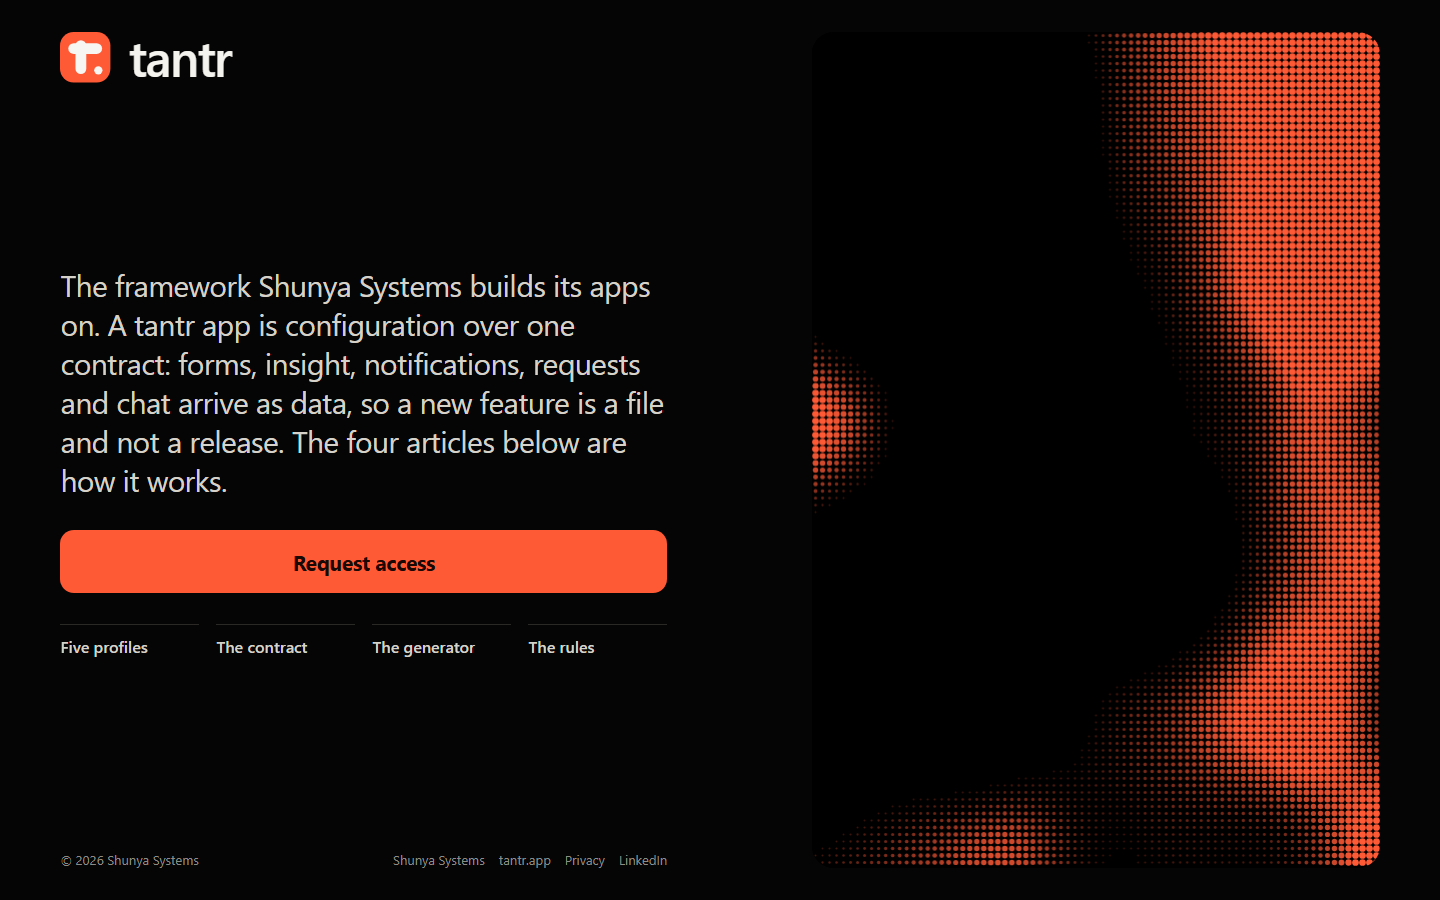 tantr
The framework Shunya Systems builds its apps
on. A tantr app is configuration over one
contract: forms, insight, notifications, requests
and chat arrive as data, so a new feature is a file
and not a release. The four articles below are
how it works.
Request access
Five profiles
The contract
The generator
The rules
© 2026 Shunya Systems
Shunya Systems
tantr.app
Privacy
LinkedIn